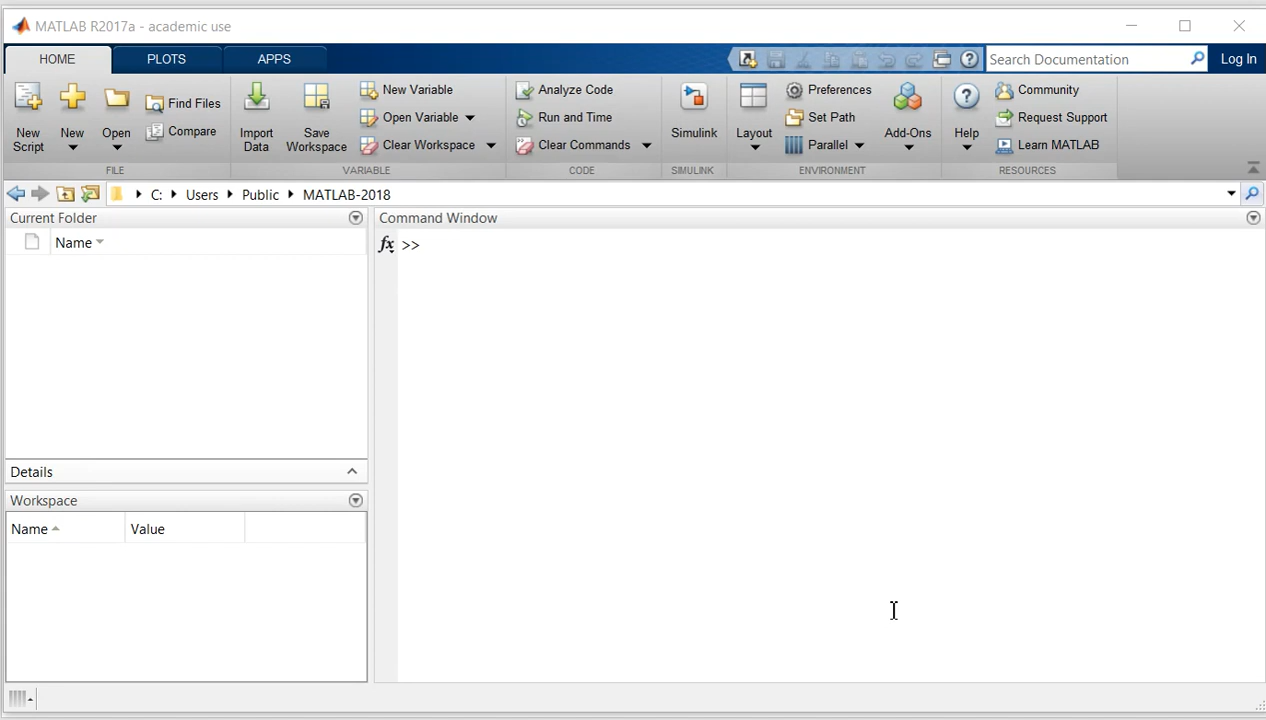 MATLAB R2017a - academic use
HOME PLOTS APPS
Search Documentation Log In
New Script
New
Open
Find Files
Compare
FILE
Import Data
Save Workspace
New Variable
Open Variable
Clear Workspace
VARIABLE
Analyze Code
Run and Time
Clear Commands
CODE
Simulink
SIMULINK
Layout
Preferences
Set Path
Parallel
Add-Ons
ENVIRONMENT
Help
Community
Request Support
Learn MATLAB
RESOURCES
C: Users Public MATLAB-2018
Current Folder
Name
Command Window
fx >>
Details
Workspace
Name Value